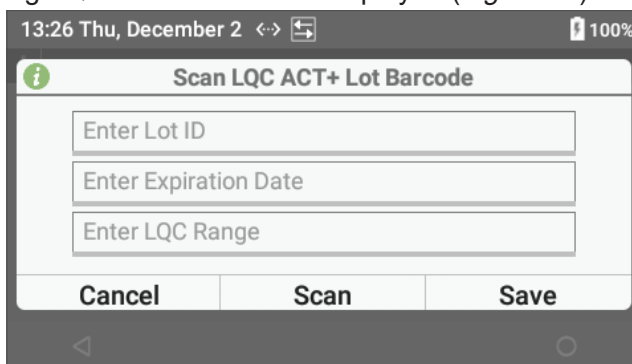 13:26 Thu, December 2 100%
Scan LQC ACT+ Lot Barcode
Enter Lot ID
Enter Expiration Date
Enter LQC Range
Cancel Scan Save